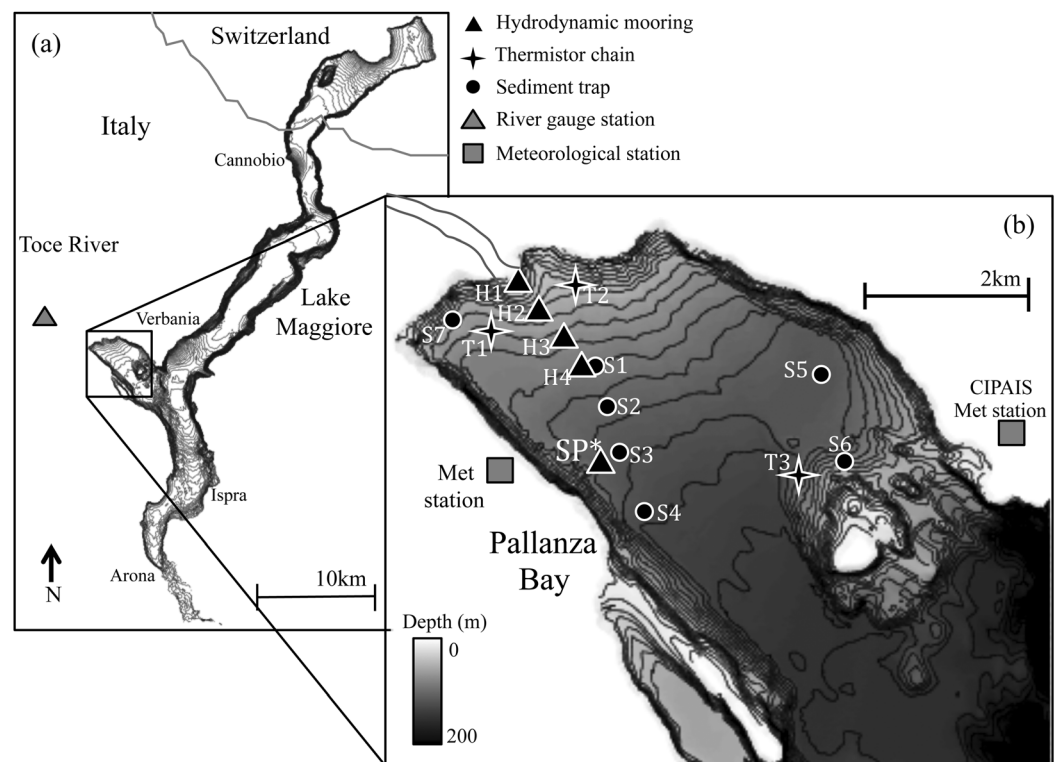 (a)
Switzerland
Italy
Cannobio
Toce River
Lake
Maggiore
Verbania
Ispra
Arona
N
10km
Hydrodynamic mooring
Thermistor chain
Sediment trap
River gauge station
Meteorological station
(b)
2km
H1
T2
H2
S7
T1
H3
H4
S1
S5
S2
CIPAIS
Met station
SP*
S3
T3
S6
Met
station
S4
Pallanza
Bay
Depth (m)
0
200